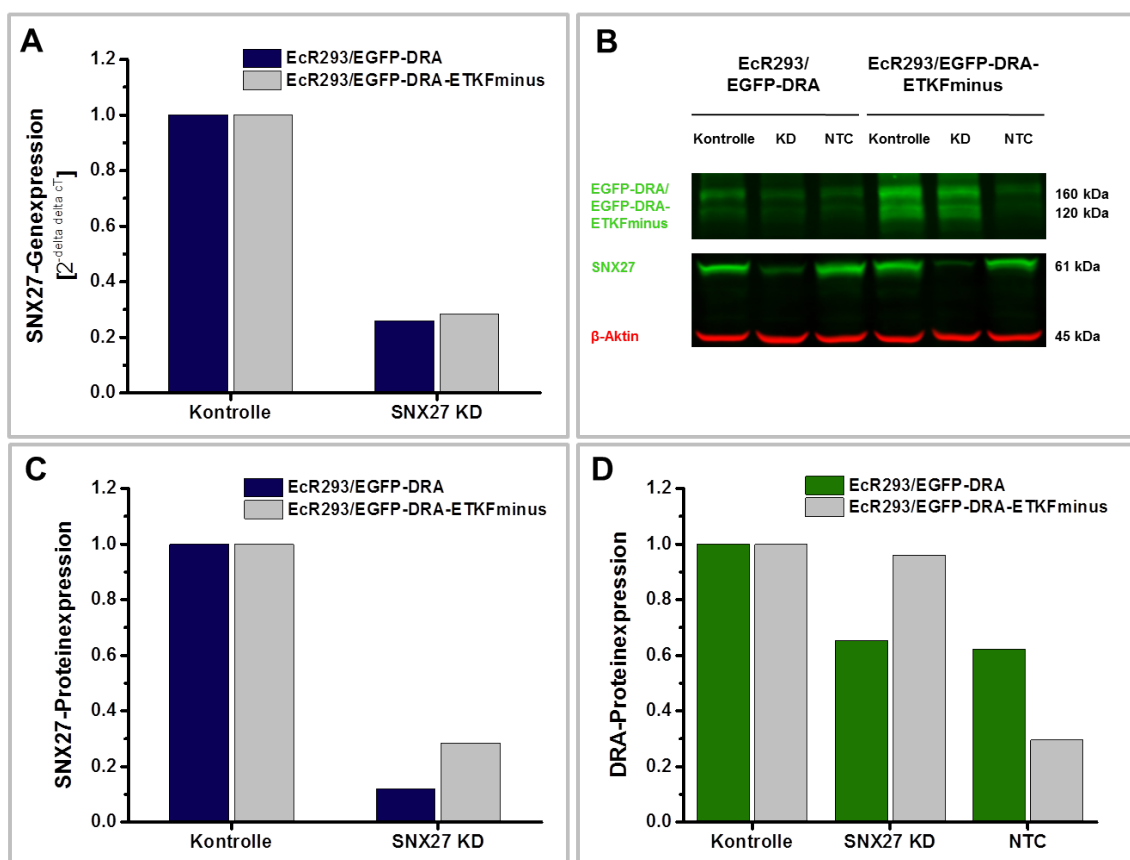 A
EcR293/EGFP-DRA
EcR293/EGFP-DRA-ETKFminus
SNX27-Genexpression
[2^-delta delta cT]
1.2
1.0
0.8
0.6
0.4
0.2
0.0
Kontrolle SNX27 KD
B
EcR293/ EcR293/EGFP-DRA-
EGFP-DRA ETKFminus
Kontrolle KD NTC Kontrolle KD NTC
EGFP-DRA/
EGFP-DRA-
ETKFminus
160 kDa
120 kDa
SNX27 61 kDa
β-Aktin 45 kDa
C
EcR293/EGFP-DRA
EcR293/EGFP-DRA-ETKFminus
SNX27-Proteinexpression
1.2
1.0
0.8
0.6
0.4
0.2
0.0
Kontrolle SNX27 KD
D
EcR293/EGFP-DRA
EcR293/EGFP-DRA-ETKFminus
DRA-Proteinexpression
1.2
1.0
0.8
0.6
0.4
0.2
0.0
Kontrolle SNX27 KD NTC